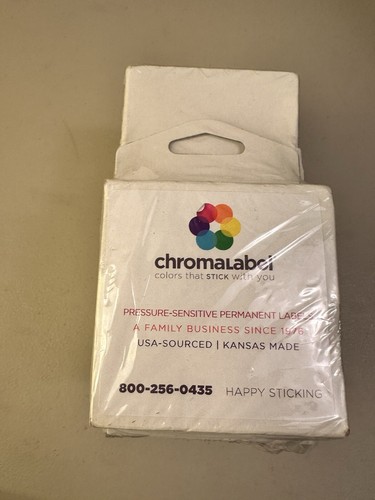 chromaLabel
colors that STICK with you
PRESSURE-SENSITIVE PERMANENT LABELS
A FAMILY BUSINESS SINCE 1976
USA-SOURCED | KANSAS MADE
800-256-0435 HAPPY STICKING